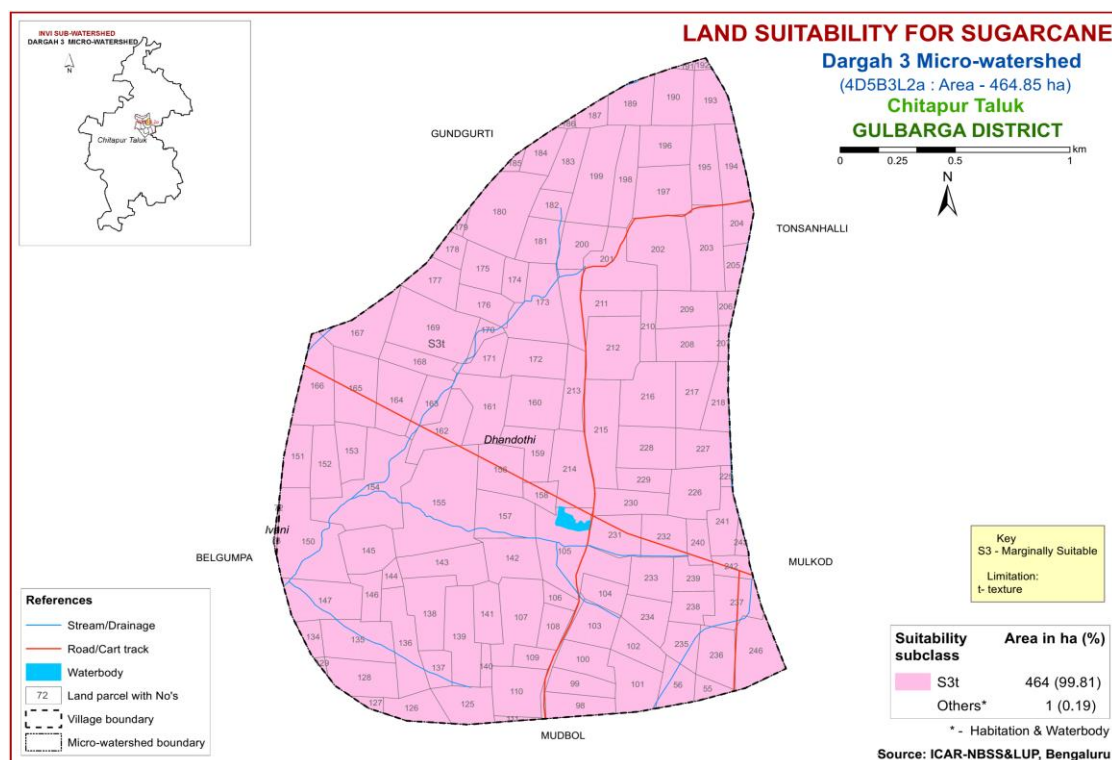 INVI SUB-WATERSHED
DARGAH 3 MICRO-WATERSHED
N
Chitapur Taluk
LAND SUITABILITY FOR SUGARCANE
Dargah 3 Micro-watershed
(4D5B3L2a : Area - 464.85 ha)
Chitapur Taluk
GULBARGA DISTRICT
km
0 0.25 0.5 1
N
GUNDGURTI
TONSANHALLI
BELGUMPA
MULKOD
MUDBOL
192
187 189 190 193
184 183 196
185 199 198 195 194
197
180 182
179 204
181 200 202 203
178 201
175 205
177 174
176 173 211 209 206
169 170 210
S3t
167 171 172 212 208 207
168
166 165 164 163 161 160 213 216 217 218
162 215
Dhandothi
151 152 153 156 159 214 228 227
229
154 155 158 230 226
157 241
Ivani
150 231 232 240
145 143 142 105 242
144 233 239
147 146 106 104 237
138 141 107 238
134 135 136 139 108 103 234 235
109 100 102 236 246
128 137 140
99 101 56 55
127 126 125 110 98
Key
S3 - Marginally Suitable
Limitation:
t- texture
References
Stream/Drainage
Road/Cart track
Waterbody
72 Land parcel with No's
Village boundary
Micro-watershed boundary
Suitability subclass Area in ha (%)
S3t 464 (99.81)
Others* 1 (0.19)
* - Habitation & Waterbody
Source: ICAR-NBSS&LUP, Bengaluru